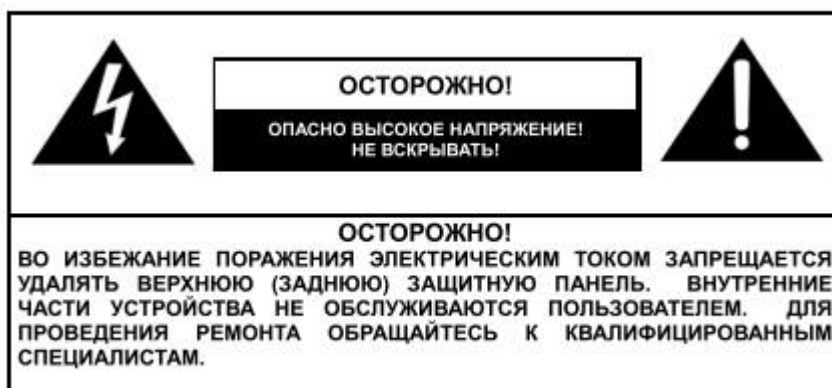 ОСТОРОЖНО!
ОПАСНО ВЫСОКОЕ НАПРЯЖЕНИЕ!
НЕ ВСКРЫВАТЬ!
ОСТОРОЖНО!
ВО ИЗБЕЖАНИЕ ПОРАЖЕНИЯ ЭЛЕКТРИЧЕСКИМ ТОКОМ ЗАПРЕЩАЕТСЯ
УДАЛЯТЬ ВЕРХНЮЮ (ЗАДНЮЮ) ЗАЩИТНУЮ ПАНЕЛЬ. ВНУТРЕННИЕ
ЧАСТИ УСТРОЙСТВА НЕ ОБСЛУЖИВАЮТСЯ ПОЛЬЗОВАТЕЛЕМ. ДЛЯ
ПРОВЕДЕНИЯ РЕМОНТА ОБРАЩАЙТЕСЬ К КВАЛИФИЦИРОВАННЫМ
СПЕЦИАЛИСТАМ.